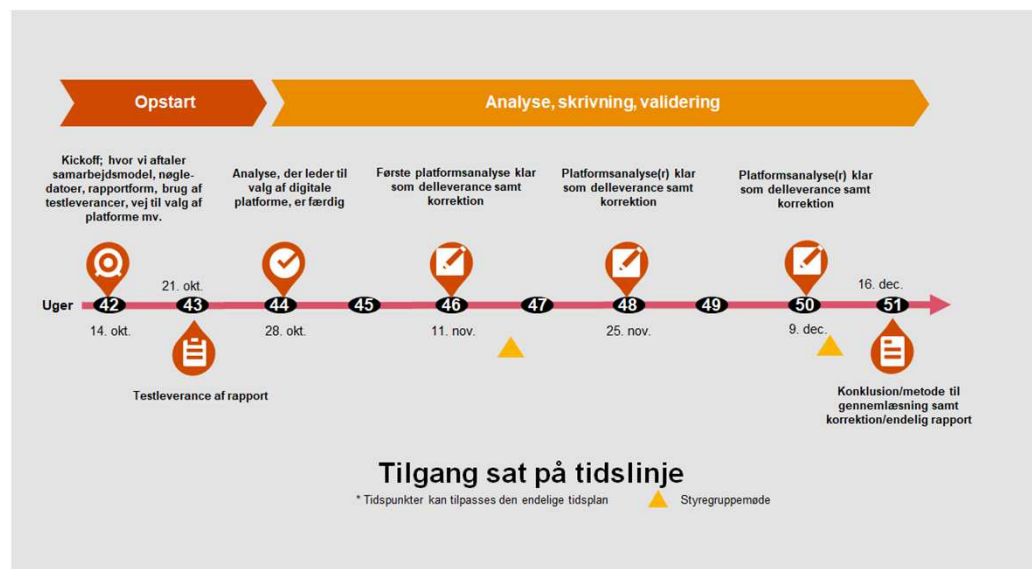 Opstart
Analyse, skrivning, validering
Kickoff; hvor vi aftaler
samarbejdsmodel, nøgle-
datoer, rapportform, brug af
testleverancer, vej til valg af
platforme mv.
Analyse, der leder til
valg af digitale
platforme, er færdig
Første platformsanalyse klar
som delleverance samt
korrektion
Platformsanalyse(r) klar
som delleverance samt
korrektion
Platformsanalyse(r) klar
som delleverance samt
korrektion
21. okt.
16. dec.
Uger 42 43 44 45 46 47 48 49 50 51
14. okt.
28. okt.
11. nov.
25. nov.
9. dec.
Testleverance af rapport
Konklusion/metode til
gennemlæsning samt
korrektion/endelig rapport
Tilgang sat på tidslinje
* Tidspunkter kan tilpasses den endelige tidsplan
Styregruppemøde